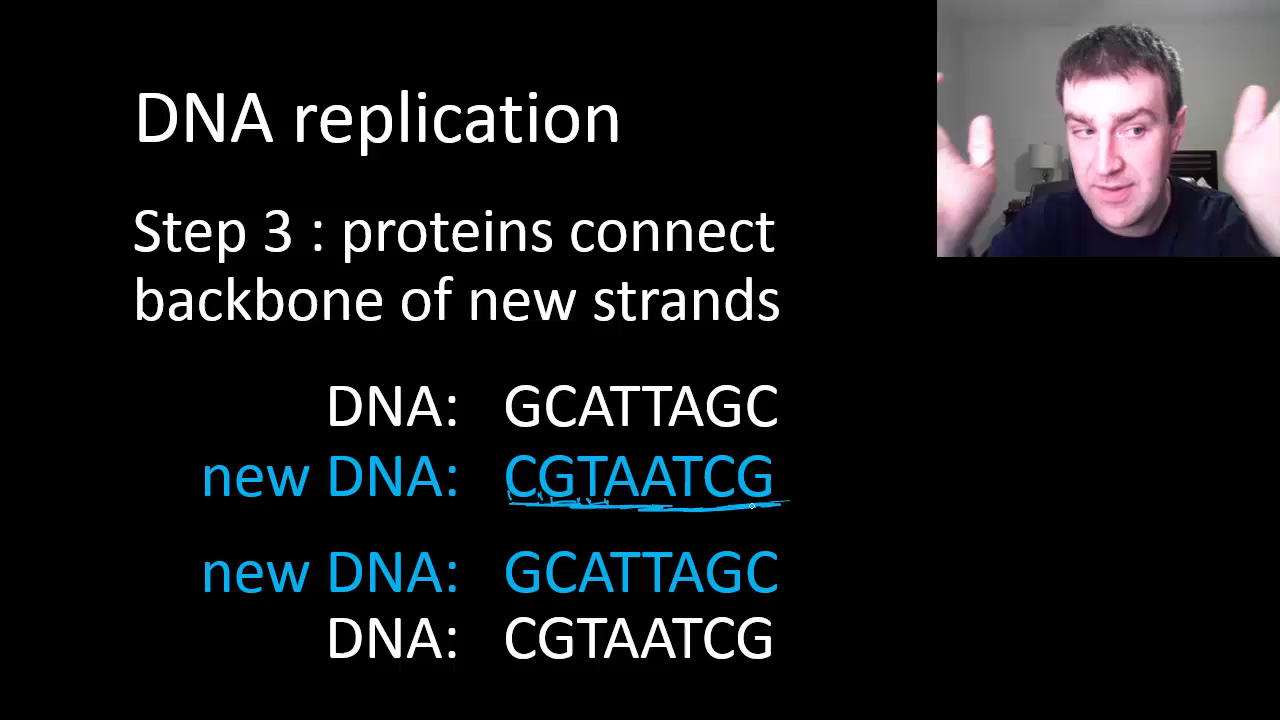 DNA replication
Step 3 : proteins connect
backbone of new strands
DNA: GCATTAGC
new DNA: CGTAATCG
new DNA: GCATTAGC
DNA: CGTAATCG